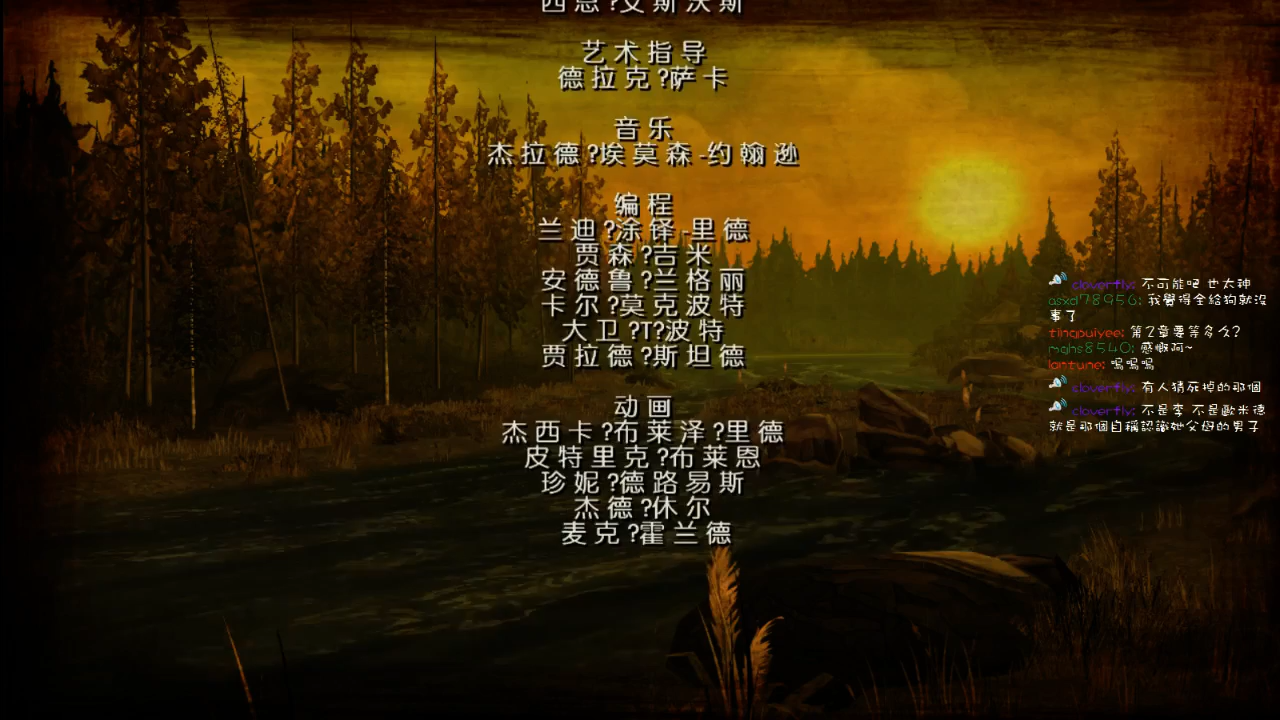 西恩?艾斯沃斯
艺术指导
德拉克?萨卡
音乐
杰拉德?埃莫森-约翰逊
编程
兰迪?涂铎-里德
贾森?吉米
安德鲁?兰格丽
卡尔?莫克波特
大卫?T?波特
贾拉德?斯坦德
动画
杰西卡?布莱泽?里德
皮特里克?布莱恩
珍妮?德路易斯
杰德?休尔
麦克?霍兰德
cloverfly: 不可能吧 也太神
asxd78956: 我覺得全給狗就沒
事了
tingpuiyee: 第2章要等多久?
mghs8540: 感慨阿~
iantune: 嗚嗚嗚
cloverfly: 有人猜死掉的那個
cloverfly: 不是李 不是歐米德
就是那個自稱認識她父母的男子